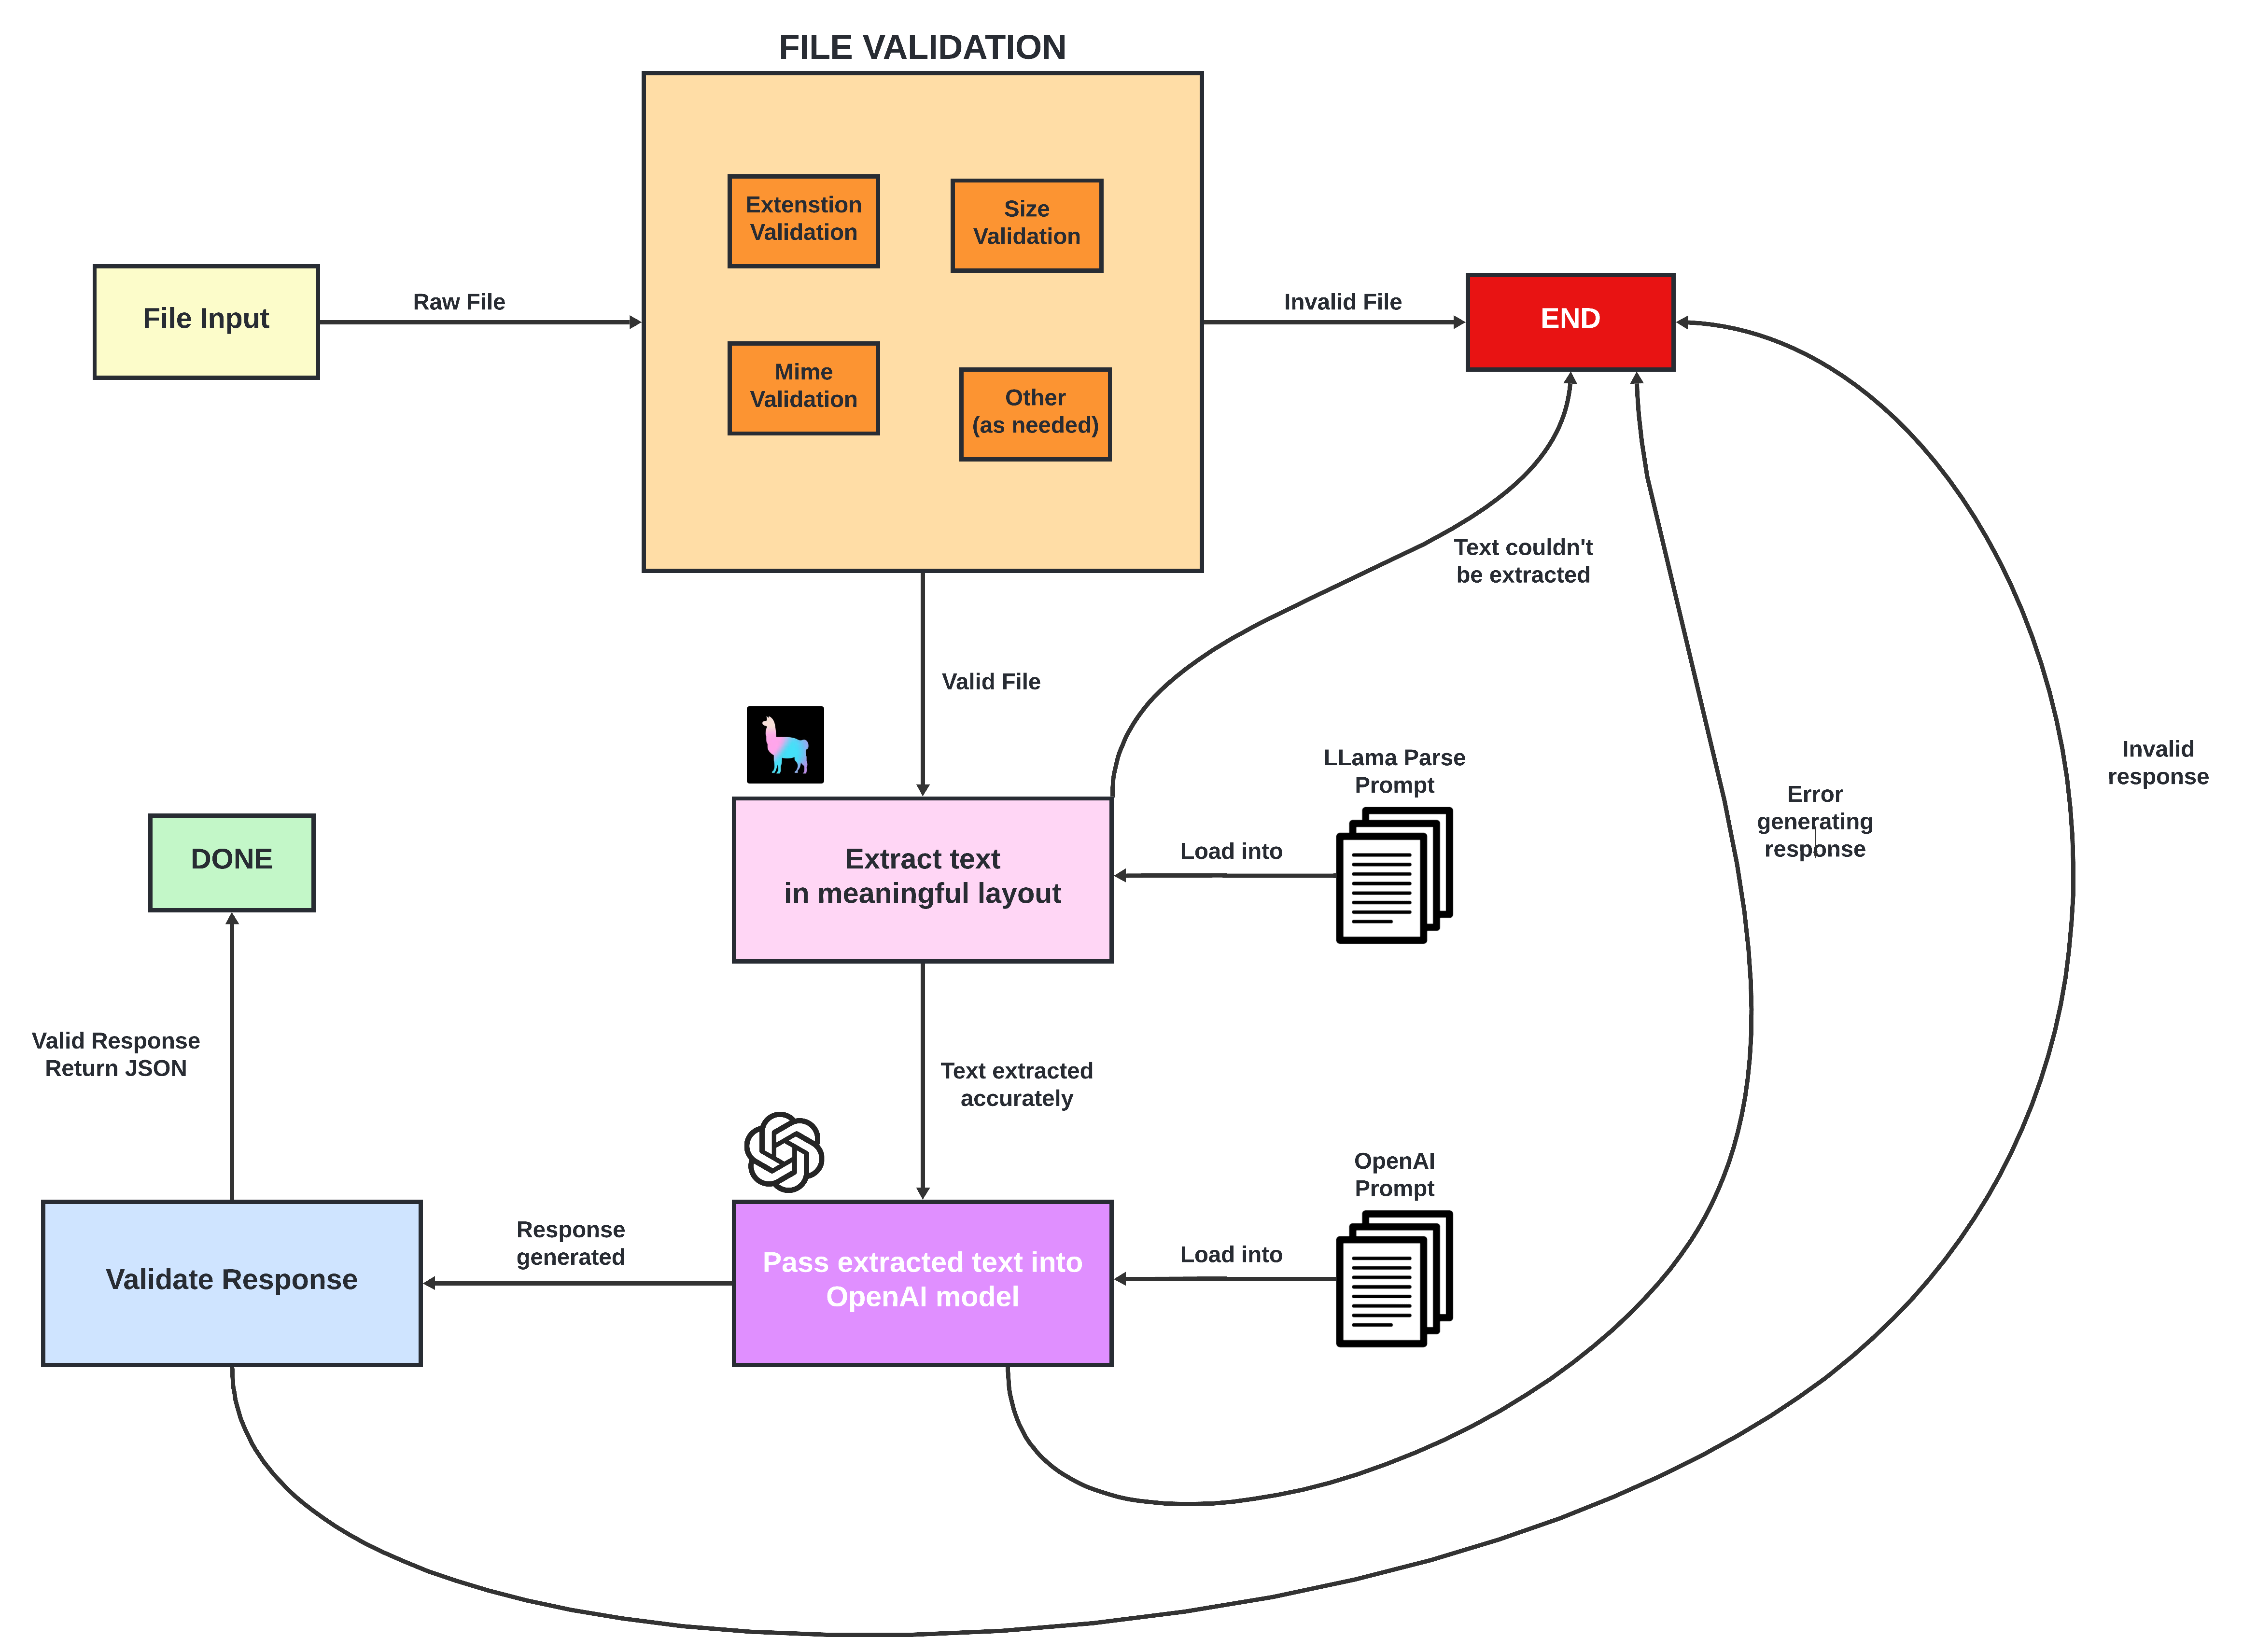 FILE VALIDATION
Extenstion
Validation
Size
Validation
Mime
Validation
Other
(as needed)
File Input
Raw File
Invalid File
END
Text couldn't
be extracted
Valid File
LLama Parse
Prompt
Load into
Extract text
in meaningful layout
Invalid
response
Error
generating
response
DONE
Valid Response
Return JSON
Text extracted
accurately
OpenAI
Prompt
Load into
Pass extracted text into
OpenAI model
Response
generated
Validate Response